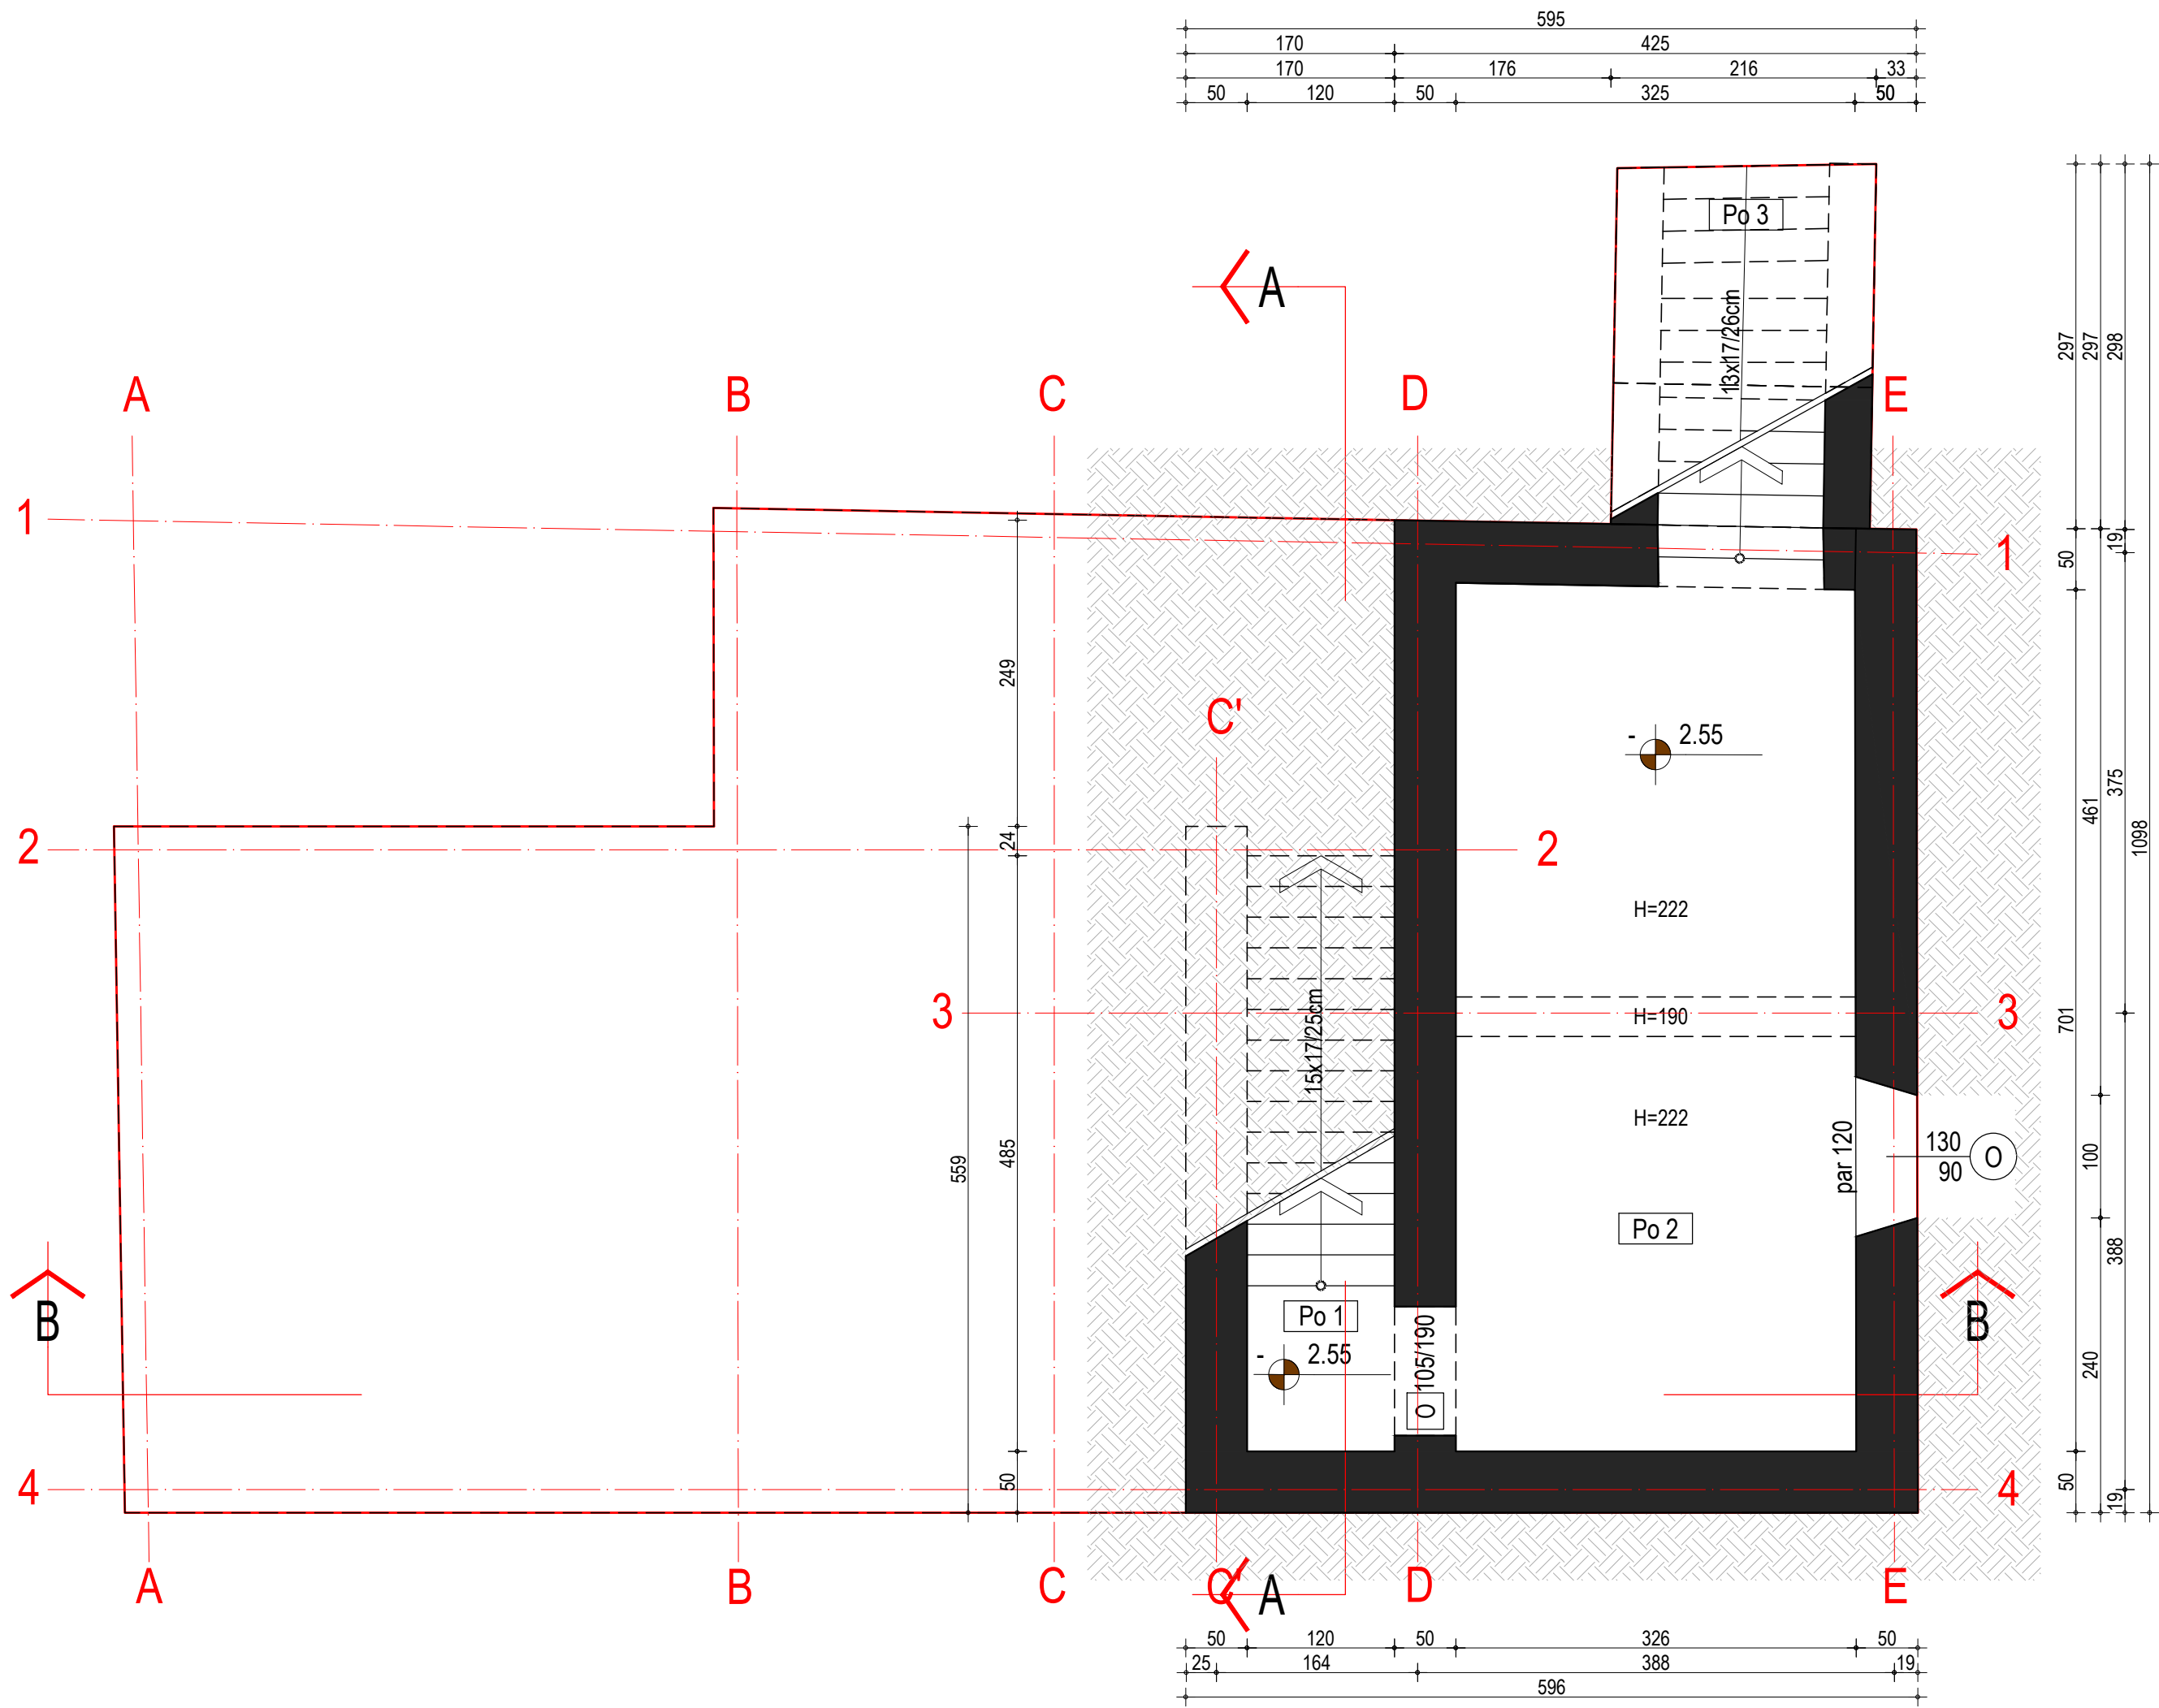 595
170 425
170 176 216 33
50 120 50 325 50
Po 3
13x17/26cm
A
A B C D E
297 297 298
1
1
50 19
249
C'
- 2.55
461 375 1098
2 24 2
H=222
3 H=190 3
15x17/25cm
701
H=222
559 485
par 120
130
90
O
100
388
Po 2
Po 1
B B
- 2.55
O 105/190
240
4 50 4
50 19
A B C C' A D E
50 120 50 326 50
25 164 388 19
596